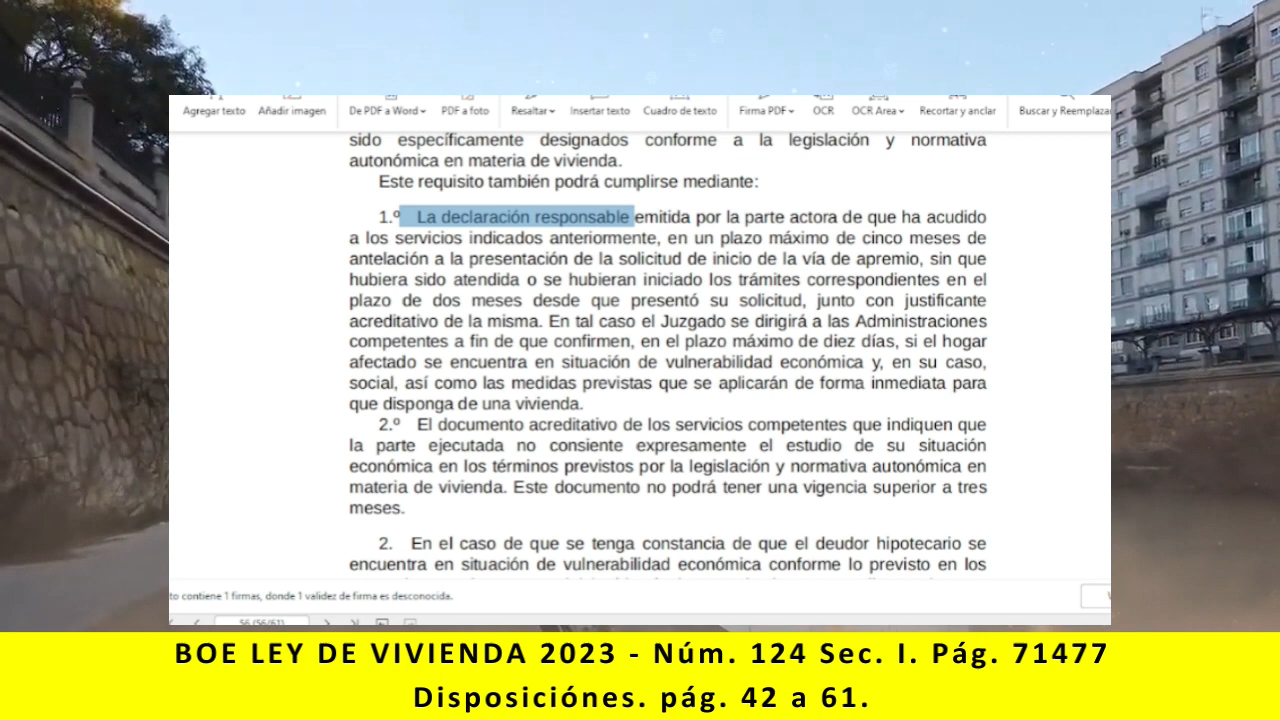 Agregar texto Añadir imagen De PDF a Word PDF a foto Resaltar Insertar texto Cuadro de texto Firma PDF OCR OCR Area Recortar y anclar Buscar y Reemplazar
sido específicamente designados conforme a la legislación y normativa
autonómica en materia de vivienda.
Este requisito también podrá cumplirse mediante:
1.º La declaración responsable emitida por la parte actora de que ha acudido
a los servicios indicados anteriormente, en un plazo máximo de cinco meses de
antelación a la presentación de la solicitud de inicio de la vía de apremio, sin que
hubiera sido atendida o se hubieran iniciado los trámites correspondientes en el
plazo de dos meses desde que presentó su solicitud, junto con justificante
acreditativo de la misma. En tal caso el Juzgado se dirigirá a las Administraciones
competentes a fin de que confirmen, en el plazo máximo de diez días, si el hogar
afectado se encuentra en situación de vulnerabilidad económica y, en su caso,
social, así como las medidas previstas que se aplicarán de forma inmediata para
que disponga de una vivienda.
2.º El documento acreditativo de los servicios competentes que indiquen que
la parte ejecutada no consiente expresamente el estudio de su situación
económica en los términos previstos por la legislación y normativa autonómica en
materia de vivienda. Este documento no podrá tener una vigencia superior a tres
meses.
2. En el caso de que se tenga constancia de que el deudor hipotecario se
encuentra en situación de vulnerabilidad económica conforme lo previsto en los
to contiene 1 firmas, donde 1 validez de firma es desconocida.
56 (56/61)
BOE LEY DE VIVIENDA 2023 - Núm. 124 Sec. I. Pág. 71477
Disposiciónes. pág. 42 a 61.